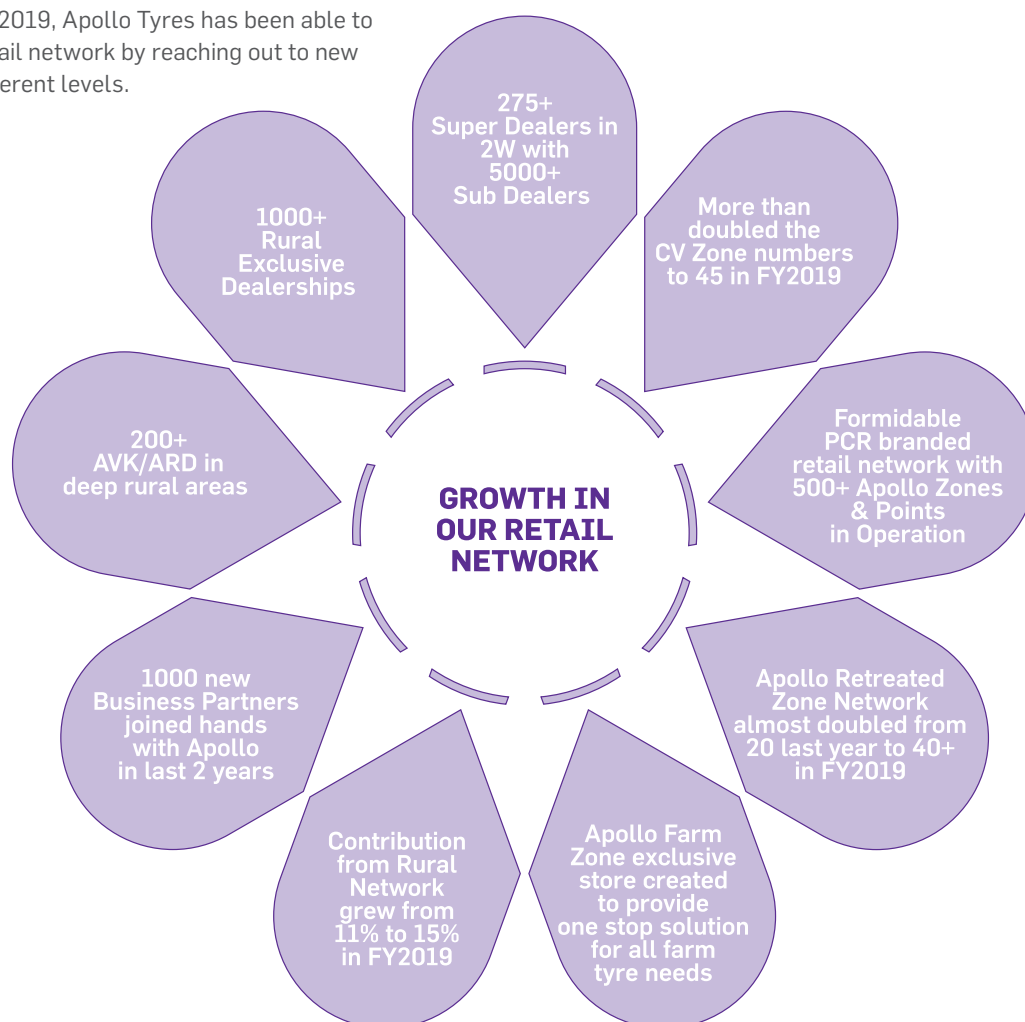 2019, Apollo Tyres has been able to
ail network by reaching out to new
erent levels.
275+
Super Dealers in
2W with
5000+
Sub Dealers
More than
doubled the
CV Zone numbers
to 45 in FY2019
Formidable
PCR branded
retail network with
500+ Apollo Zones
& Points
in Operation
Apollo Retreated
Zone Network
almost doubled from
20 last year to 40+
in FY2019
Apollo Farm
Zone exclusive
store created
to provide
one stop solution
for all farm
tyre needs
Contribution
from Rural
Network
grew from
11% to 15%
in FY2019
1000 new
Business Partners
joined hands
with Apollo
in last 2 years
200+
AVK/ARD in
deep rural areas
1000+
Rural
Exclusive
Dealerships
GROWTH IN
OUR RETAIL
NETWORK